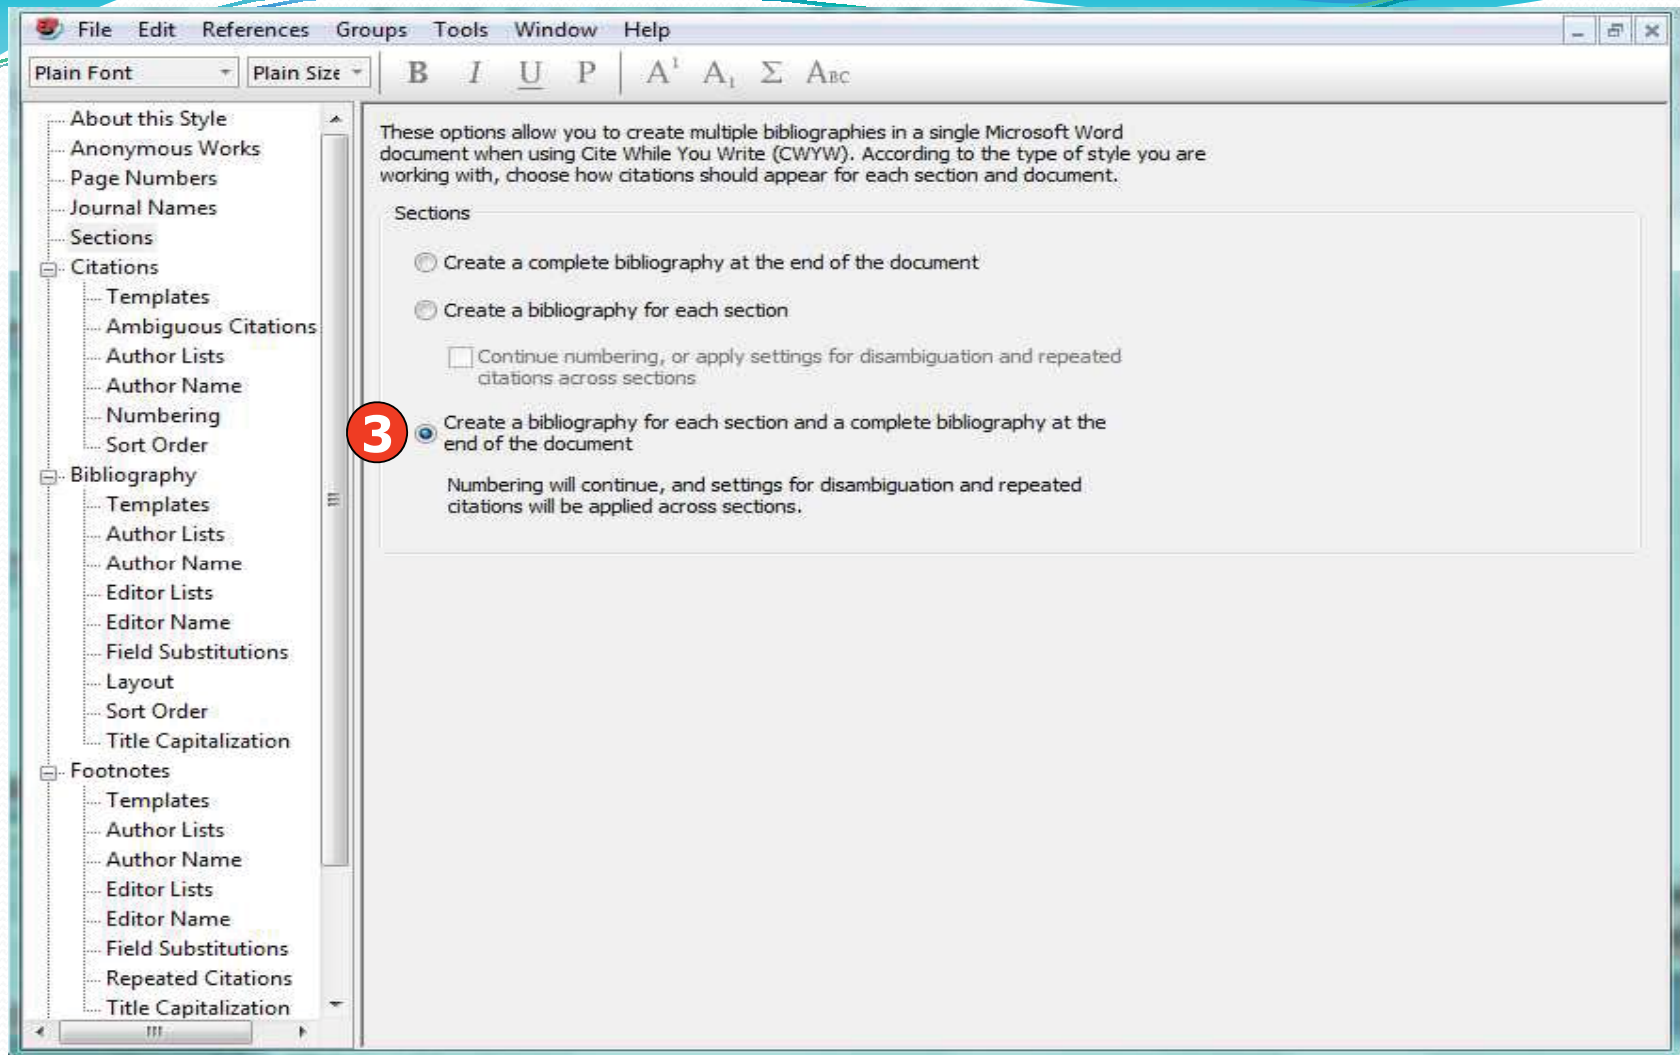 File Edit References Groups Tools Window Help
Plain Font Plain Size B I U P A¹ A₁ Σ ABC
About this Style
Anonymous Works
Page Numbers
Journal Names
Sections
Citations
Templates
Ambiguous Citations
Author Lists
Author Name
Numbering
Sort Order
Bibliography
Templates
Author Lists
Author Name
Editor Lists
Editor Name
Field Substitutions
Layout
Sort Order
Title Capitalization
Footnotes
Templates
Author Lists
Author Name
Editor Lists
Editor Name
Field Substitutions
Repeated Citations
Title Capitalization
These options allow you to create multiple bibliographies in a single Microsoft Word
document when using Cite While You Write (CWYW). According to the type of style you are
working with, choose how citations should appear for each section and document.
Sections
Create a complete bibliography at the end of the document
Create a bibliography for each section
Continue numbering, or apply settings for disambiguation and repeated
citations across sections
3
Create a bibliography for each section and a complete bibliography at the
end of the document
Numbering will continue, and settings for disambiguation and repeated
citations will be applied across sections.